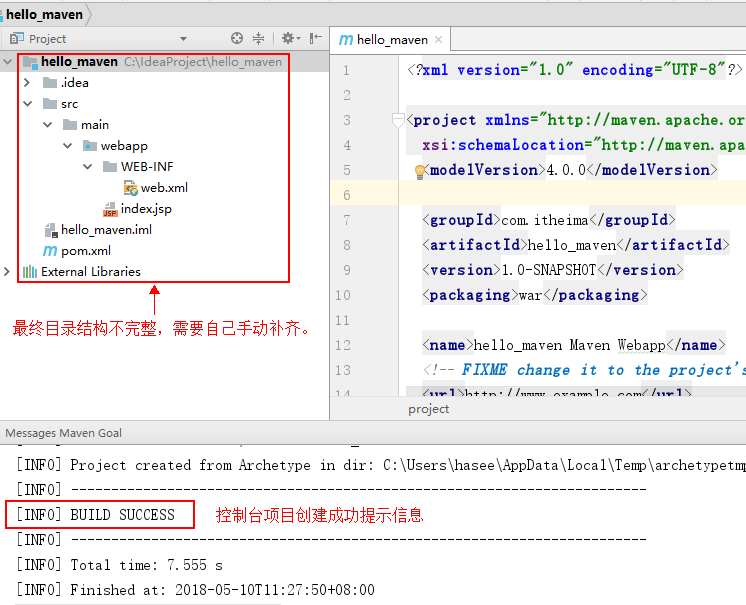 hello_maven
Project
hello_maven C:\IdeaProject\hello_maven
.idea
src
main
webapp
WEB-INF
web.xml
index.jsp
hello_maven.iml
pom.xml
External Libraries
最终目录结构不完整，需要自己手动补齐。
hello_maven
1 <?xml version="1.0" encoding="UTF-8"?>
2
3 <project xmlns="http://maven.apache.or
4 xsi:schemaLocation="http://maven.apa
5 <modelVersion>4.0.0</modelVersion>
6
7 <groupId>com.itheima</groupId>
8 <artifactId>hello_maven</artifactId>
9 <version>1.0-SNAPSHOT</version>
10 <packaging>war</packaging>
11
12 <name>hello_maven Maven Webapp</name>
13 <!-- FIXME change it to the project's
14 <url>http://www.example.com</url>
project
Messages Maven Goal
[INFO] Project created from Archetype in dir: C:\Users\hasee\AppData\Local\Temp\archetypetmp
[INFO] ------------------------------------------------------------------------
[INFO] BUILD SUCCESS 控制台项目创建成功提示信息
[INFO] ------------------------------------------------------------------------
[INFO] Total time: 7.555 s
[INFO] Finished at: 2018-05-10T11:27:50+08:00